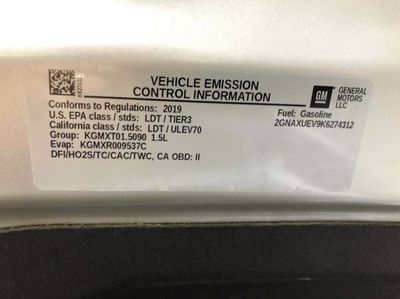 VEHICLE EMISSION
CONTROL INFORMATION
GM
GENERAL
MOTORS
LLC
Conforms to Regulations: 2019
U.S. EPA class / stds: LDT / TIER3
California class / stds: LDT / ULEV70
Group: KGMXT01.5090 1.5L
Evap: KGMXR009537C
DFI/HO2S/TC/CAC/TWC, CA OBD: II
Fuel: Gasoline
2GNAXUEV9K6274312